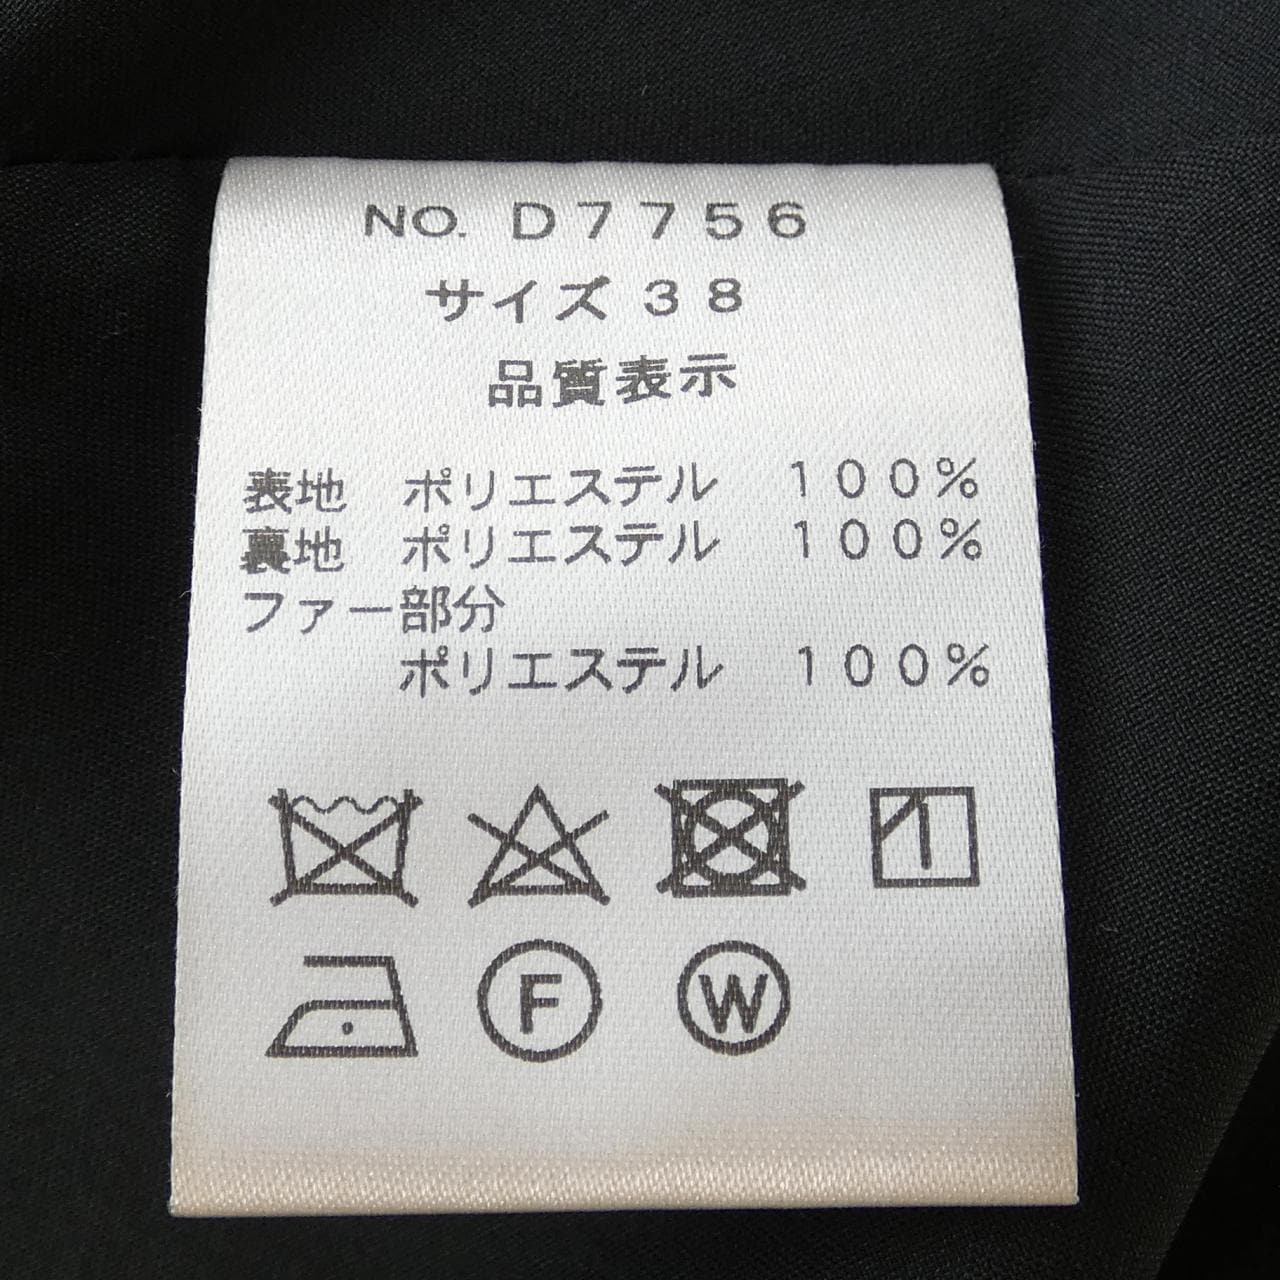 NO. D7756
サイズ 38
品質表示
表地 ポリエステル 100%
裏地 ポリエステル 100%
ファー部分
ポリエステル 100%
F W